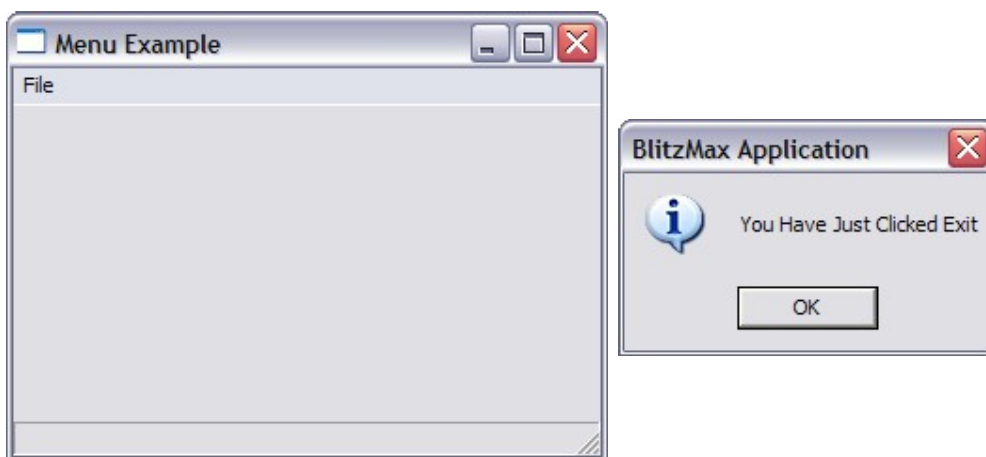 Menu Example
File
BlitzMax Application
You Have Just Clicked Exit
OK